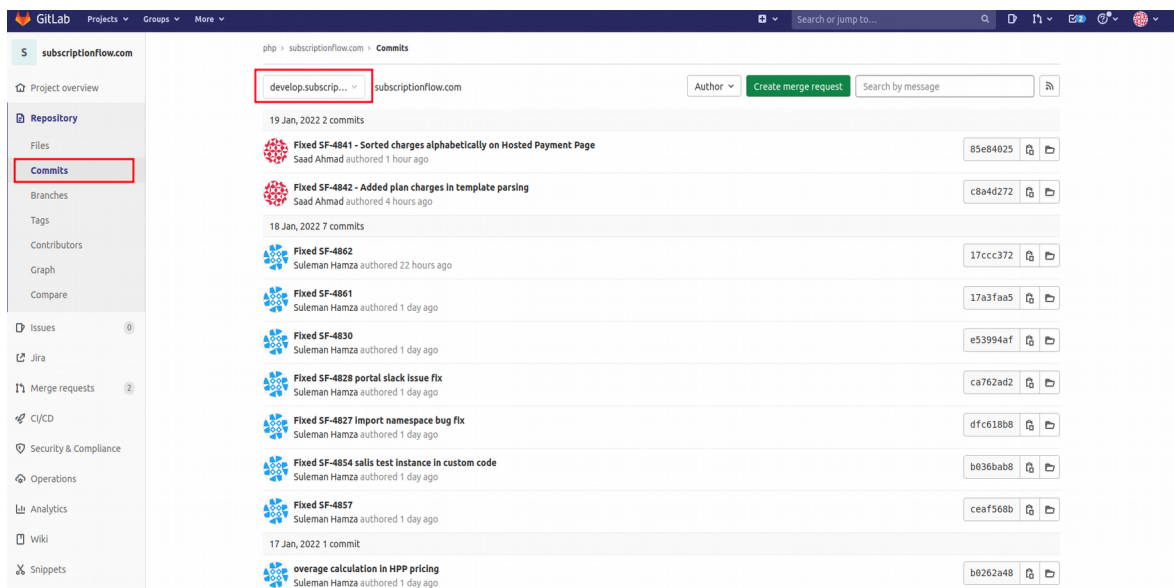 GitLab Projects Groups More Search or jump to... 2
S subscriptionflow.com
php > subscriptionflow.com > Commits
develop.subscrip... subscriptionflow.com Author Create merge request Search by message
Project overview
Repository
Files
Commits
Branches
Tags
Contributors
Graph
Compare
Issues 0
Jira
Merge requests 2
CI/CD
Security & Compliance
Operations
Analytics
Wiki
Snippets
19 Jan, 2022 2 commits
Fixed SF-4841 - Sorted charges alphabetically on Hosted Payment Page
Saad Ahmad authored 1 hour ago
85e84025
Fixed SF-4842 - Added plan charges in template parsing
Saad Ahmad authored 4 hours ago
c8a4d272
18 Jan, 2022 7 commits
Fixed SF-4862
Suleman Hamza authored 22 hours ago
17ccc372
Fixed SF-4861
Suleman Hamza authored 1 day ago
17a3faa5
Fixed SF-4830
Suleman Hamza authored 1 day ago
e53994af
Fixed SF-4828 portal slack issue fix
Suleman Hamza authored 1 day ago
ca762ad2
Fixed SF-4827 import namespace bug fix
Suleman Hamza authored 1 day ago
dfc618b8
Fixed SF-4854 salis test instance in custom code
Suleman Hamza authored 1 day ago
b036bab8
Fixed SF-4857
Suleman Hamza authored 1 day ago
ceaf568b
17 Jan, 2022 1 commit
overage calculation in HPP pricing
Suleman Hamza authored 1 day ago
b0262a48